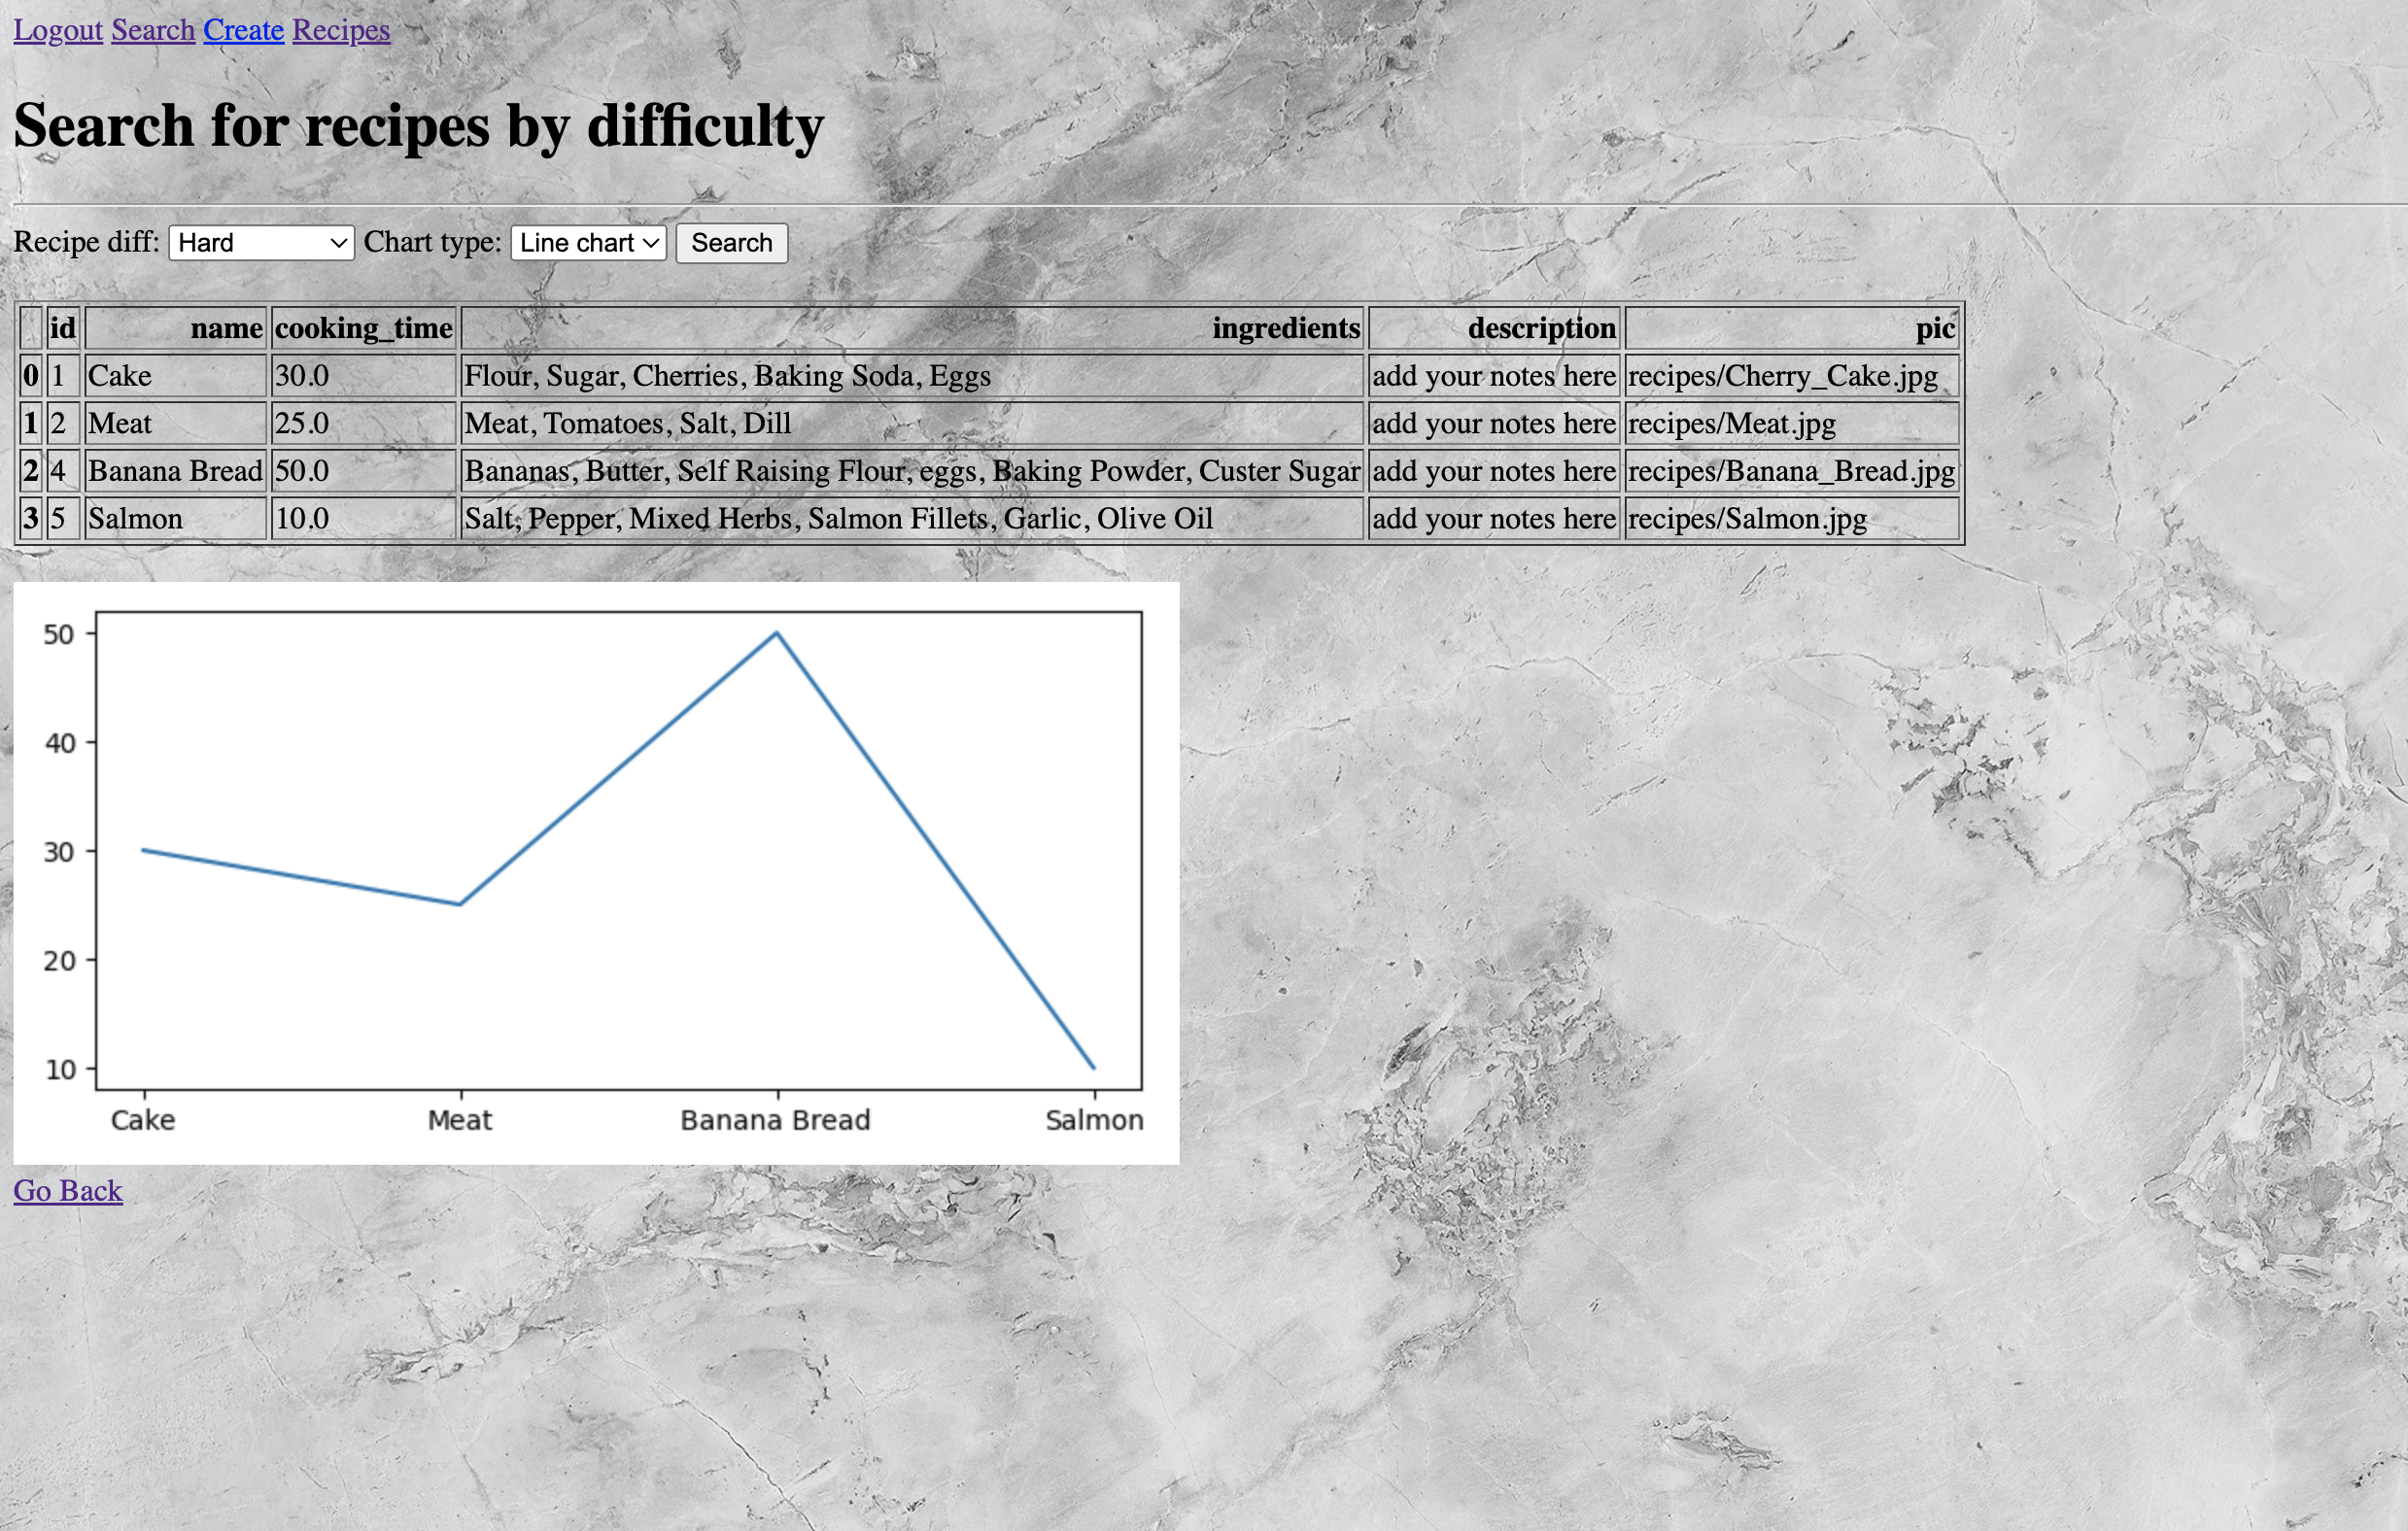 Logout Search Create Recipes
Search for recipes by difficulty
Recipe diff: Hard Chart type: Line chart Search
id name cooking_time ingredients description pic
0 1 Cake 30.0 Flour, Sugar, Cherries, Baking Soda, Eggs add your notes here recipes/Cherry_Cake.jpg
1 2 Meat 25.0 Meat, Tomatoes, Salt, Dill add your notes here recipes/Meat.jpg
2 4 Banana Bread 50.0 Bananas, Butter, Self Raising Flour, eggs, Baking Powder, Custer Sugar add your notes here recipes/Banana_Bread.jpg
3 5 Salmon 10.0 Salt, Pepper, Mixed Herbs, Salmon Fillets, Garlic, Olive Oil add your notes here recipes/Salmon.jpg
50
40
30
20
10
Cake Meat Banana Bread Salmon
Go Back